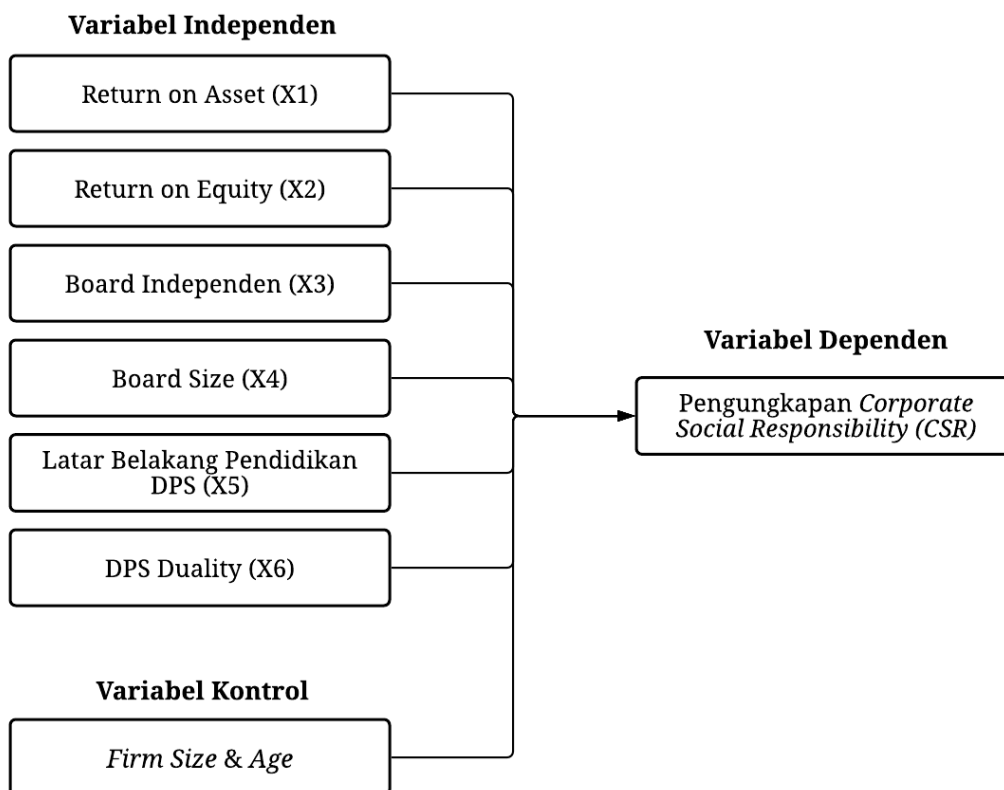 Variabel Independen
Return on Asset (X1)
Return on Equity (X2)
Board Independen (X3)
Board Size (X4)
Latar Belakang Pendidikan
DPS (X5)
DPS Duality (X6)
Variabel Kontrol
Firm Size & Age
Variabel Dependen
Pengungkapan Corporate
Social Responsibility (CSR)